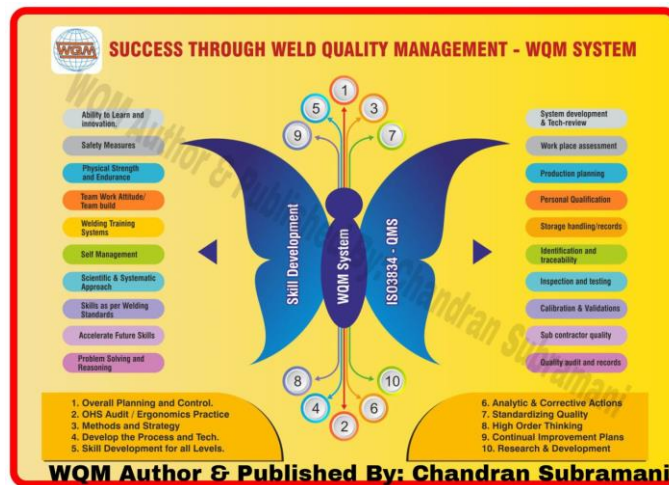 WQM
SUCCESS THROUGH WELD QUALITY MANAGEMENT - WQM SYSTEM
1
5
3
9
7
Ability to Learn and
innovation.
Safety Measures
Physical Strength
and Endurance
Team Work Attitude/
Team build
Welding Training
Systems
Self Management
Scientific & Systematic
Approach
Skills as per Welding
Standards
Accelerate Future Skills
Problem Solving and
Reasoning
Skill Development
WQM System
ISO3834 - QMS
System development
& Tech-review
Work place assessment
Production planning
Personal Qualification
Storage handling/records
Identification and
traceability
Inspection and testing
Calibration & Validations
Sub contractor quality
Quality audit and records
8
10
4
6
2
1. Overall Planning and Control.
2. OHS Audit / Ergonomics Practice
3. Methods and Strategy
4. Develop the Process and Tech.
5. Skill Development for all Levels.
6. Analytic & Corrective Actions
7. Standardizing Quality
8. High Order Thinking
9. Continual Improvement Plans
10. Research & Development
WQM Author & Published By: Chandran Subramani
WQM Author & Published By: Chandran Subramani